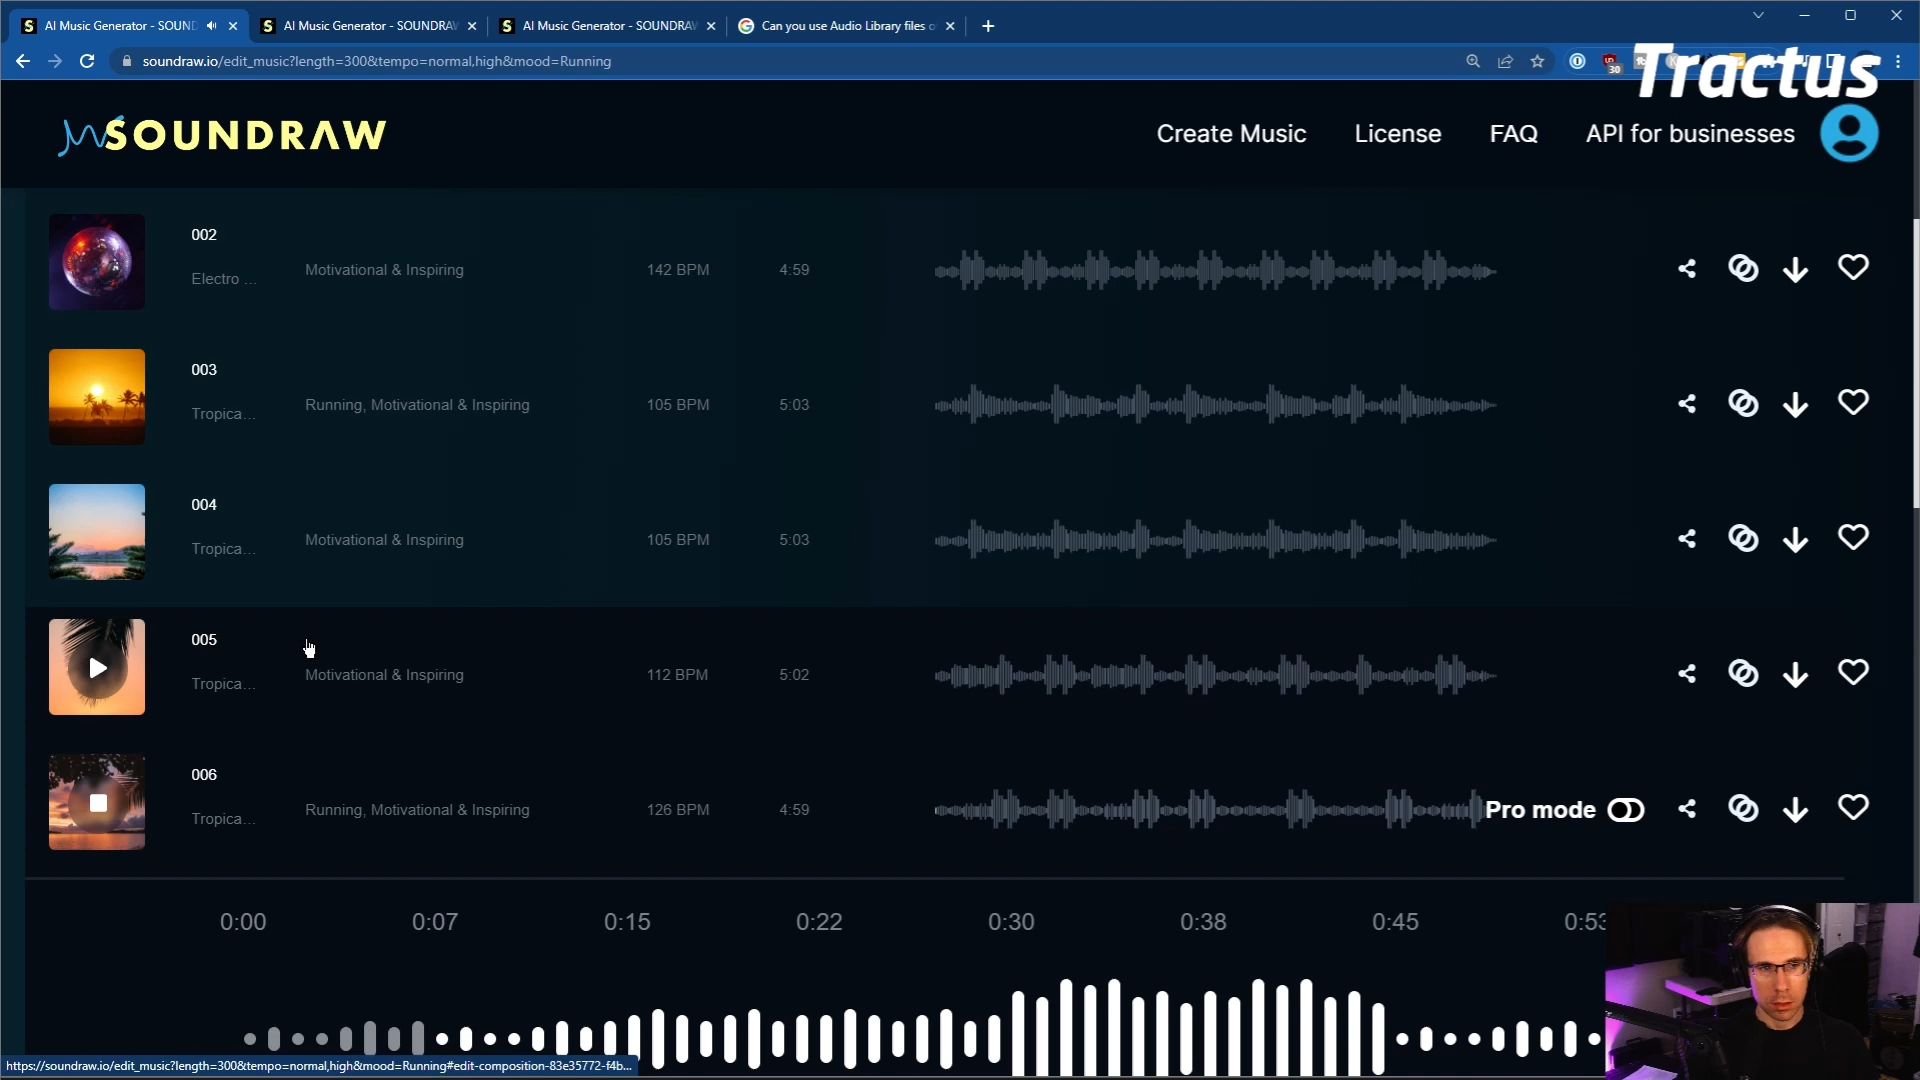 AI Music Generator - SOUND
AI Music Generator - SOUNDRAW
AI Music Generator - SOUNDRAW
Can you use Audio Library files o
soundraw.io/edit_music?length=300&tempo=normal,high&mood=Running
30
Tractus
SOUNDRAW
Create Music
License
FAQ
API for businesses
002
Electro ...
Motivational & Inspiring
142 BPM
4:59
003
Tropica...
Running, Motivational & Inspiring
105 BPM
5:03
004
Tropica...
Motivational & Inspiring
105 BPM
5:03
005
Tropica...
Motivational & Inspiring
112 BPM
5:02
006
Tropica...
Running, Motivational & Inspiring
126 BPM
4:59
Pro mode
0:00
0:07
0:15
0:22
0:30
0:38
0:45
0:53
https://soundraw.io/edit_music?length=300&tempo=normal,high&mood=Running#edit-composition-83e35772-f4b...